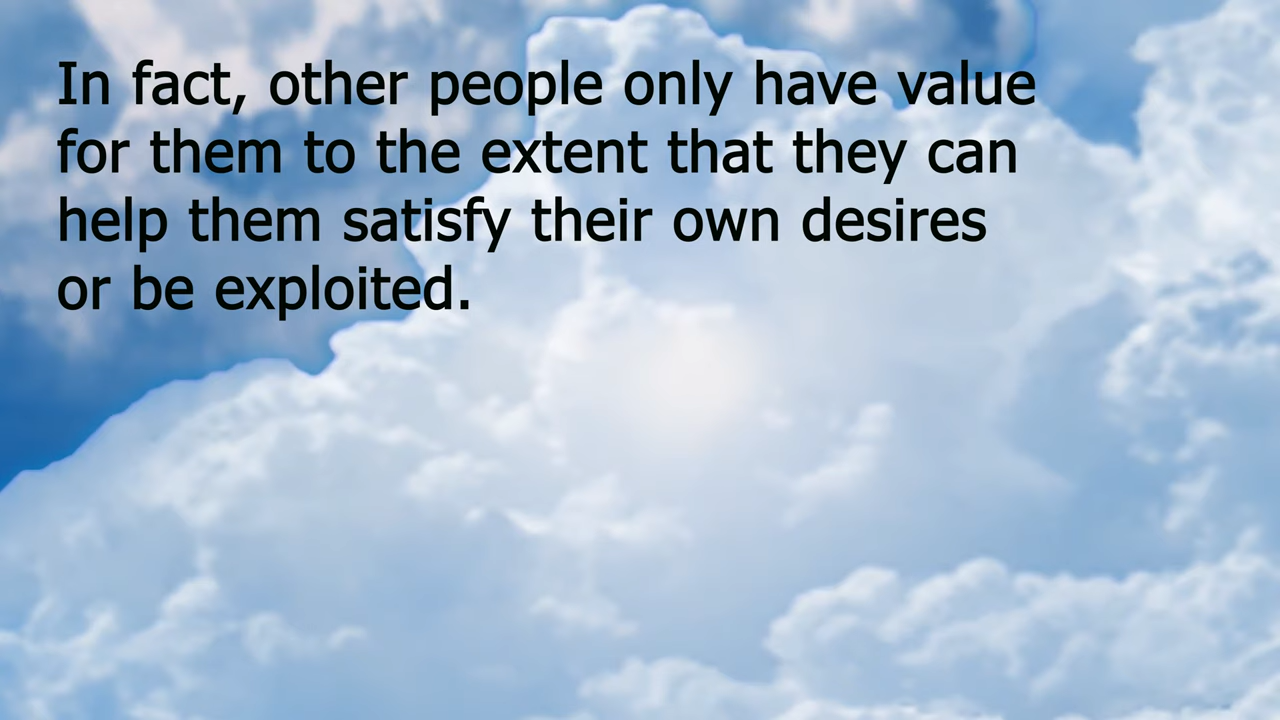 In fact, other people only have value
for them to the extent that they can
help them satisfy their own desires
or be exploited.